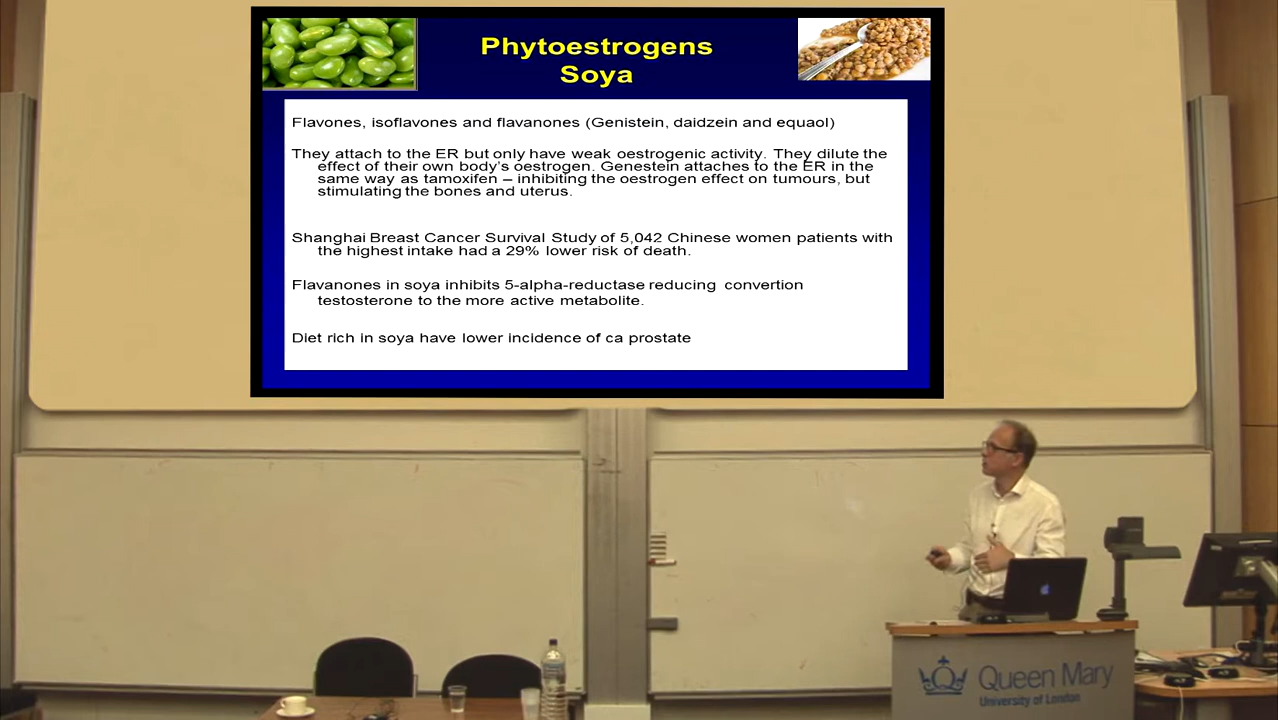 Phytoestrogens
Soya
Flavones, isoflavones and flavanones (Genistein, daidzein and equaol)
They attach to the ER but only have weak oestrogenic activity. They dilute the
effect of their own body's oestrogen. Genestein attaches to the ER in the
same way as tamoxifen – inhibiting the oestrogen effect on tumours, but
stimulating the bones and uterus.
Shanghai Breast Cancer Survival Study of 5,042 Chinese women patients with
the highest intake had a 29% lower risk of death.
Flavanones in soya inhibits 5-alpha-reductase reducing convertion
testosterone to the more active metabolite.
Diet rich in soya have lower incidence of ca prostate
Queen Mary
University of London